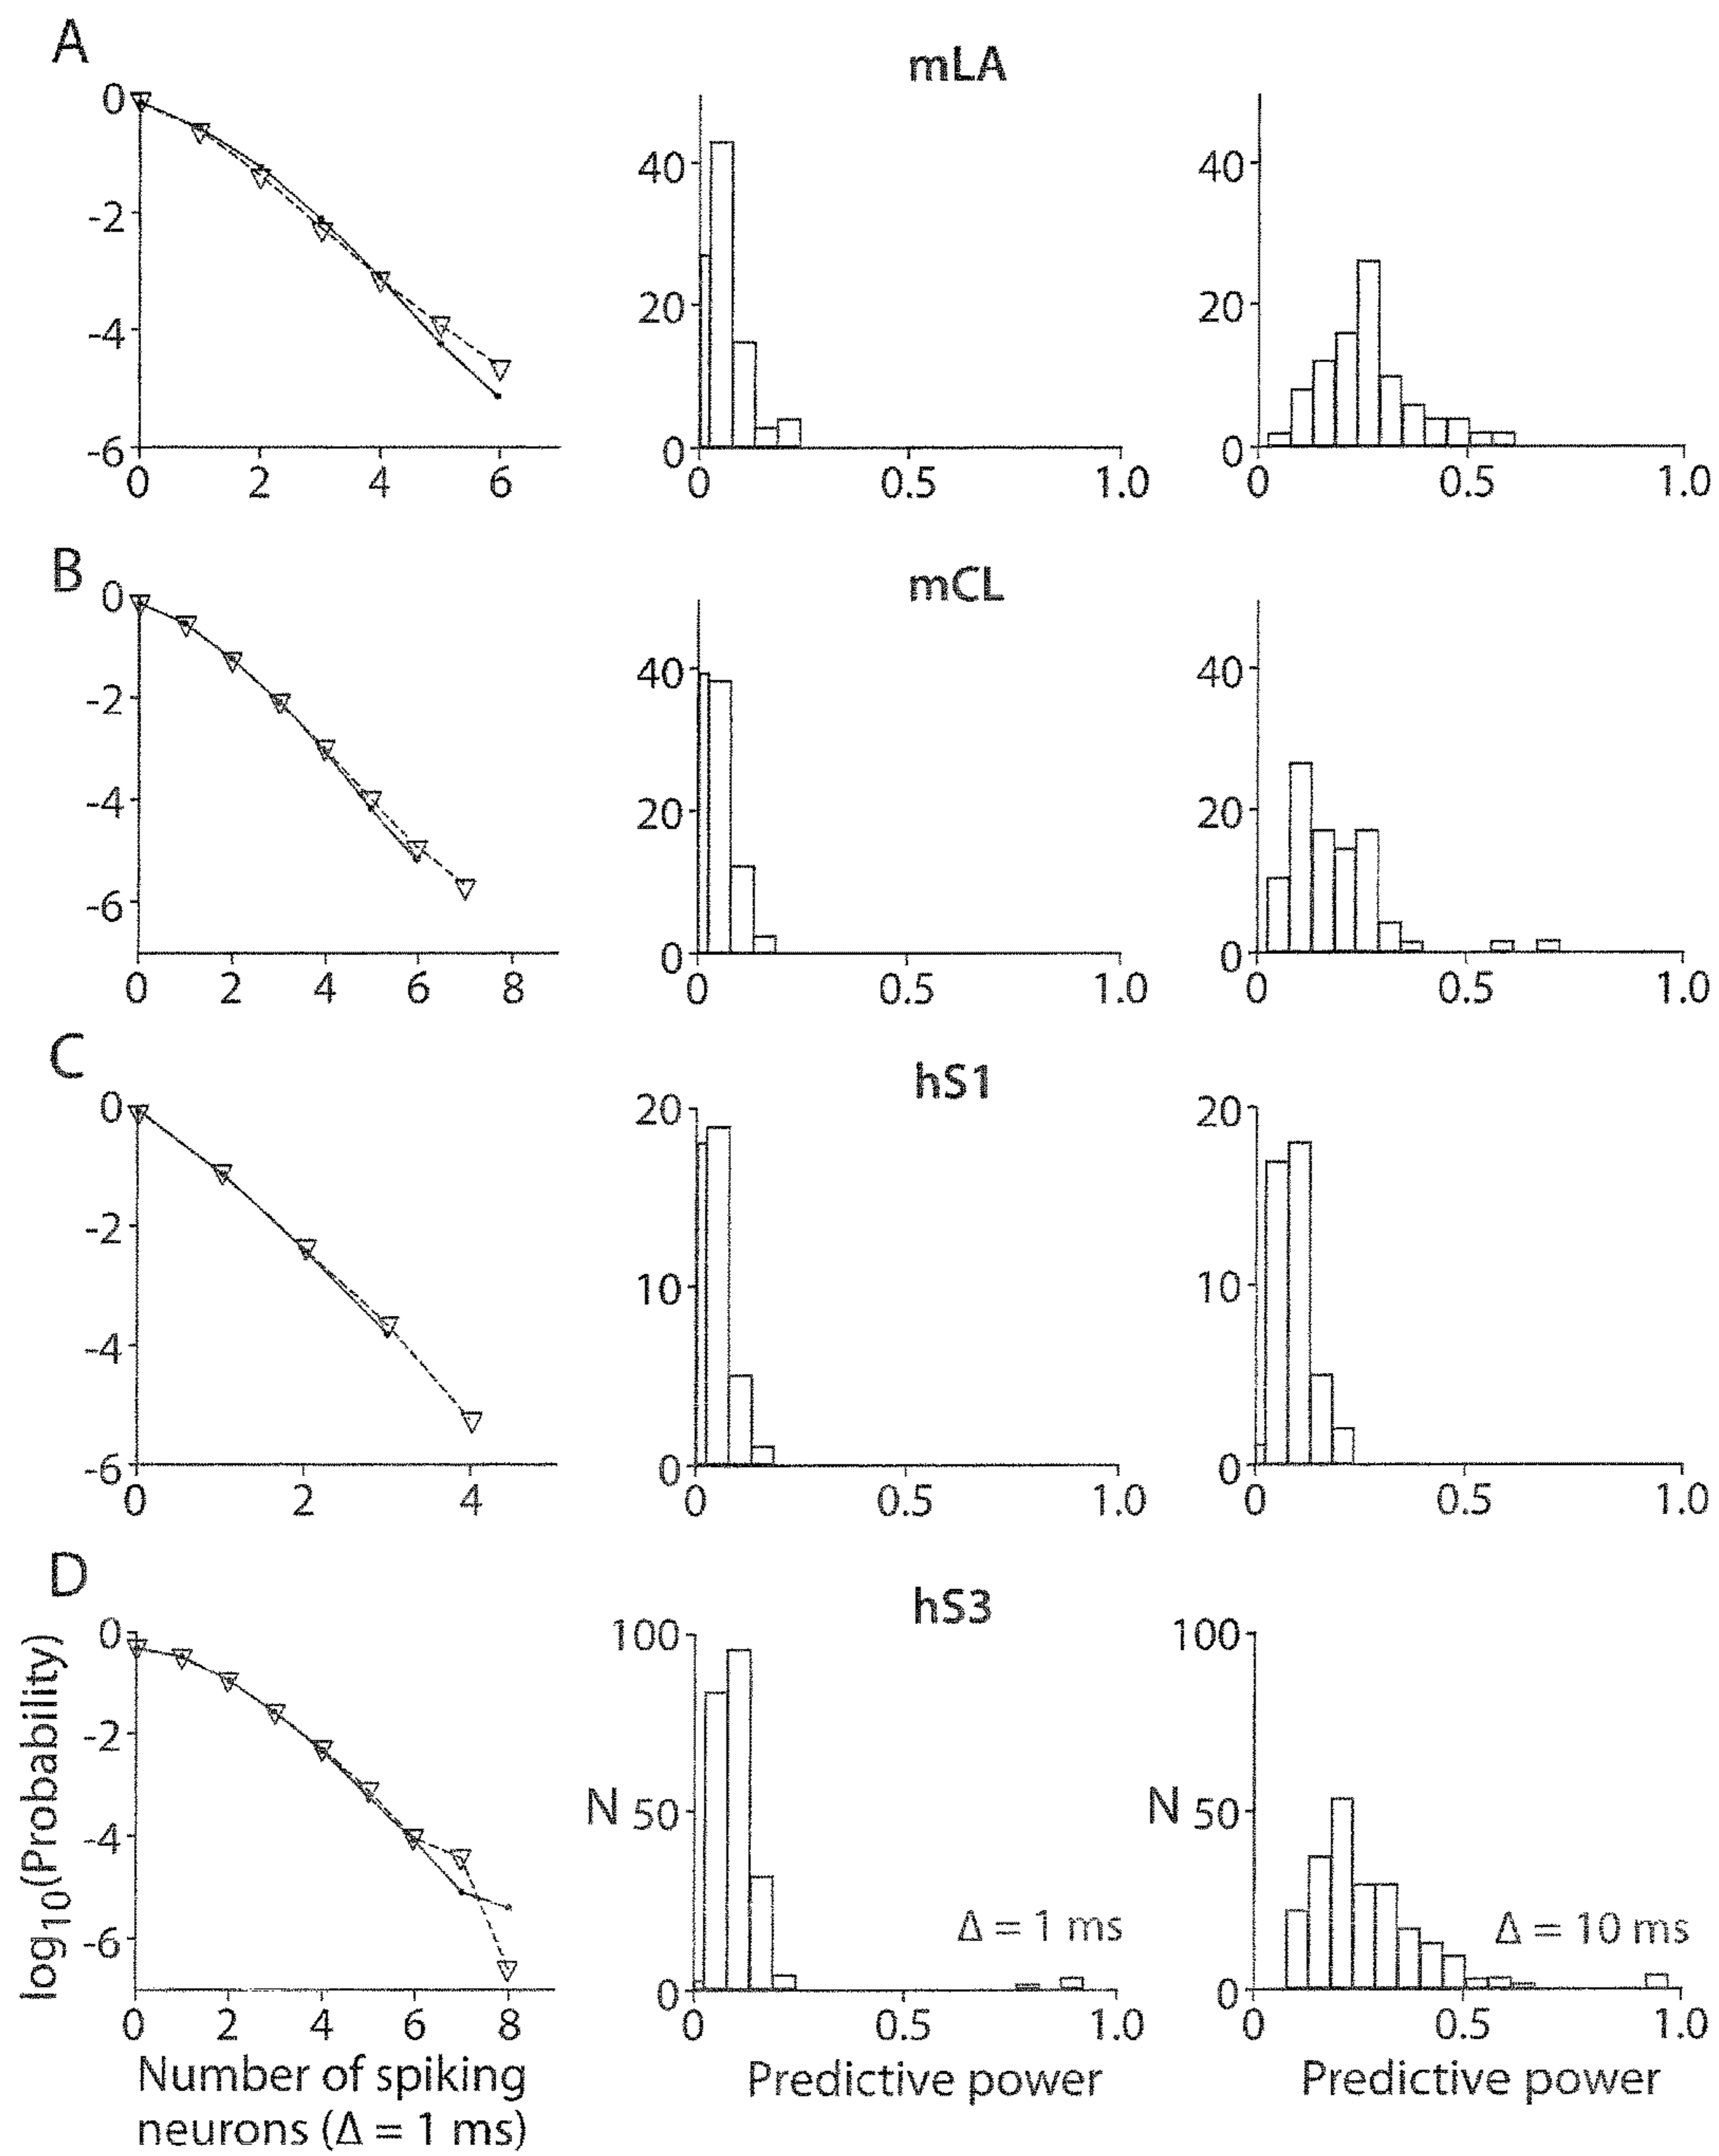 A
mLA
0
-2
-4
-6
0 2 4 6
40
20
0
0 0.5 1.0
40
20
0
0 0.5 1.0
B
mCL
0
-2
-4
-6
0 2 4 6 8
40
20
0
0 0.5 1.0
40
20
0
0 0.5 1.0
C
hS1
0
-2
-4
-6
0 2 4
20
10
0
0 0.5 1.0
20
10
0
0 0.5 1.0
D
hS3
log10(Probability)
0
-2
-4
-6
0 2 4 6 8
Number of spiking
neurons (Δ = 1 ms)
100
N 50
0
Δ = 1 ms
0 0.5 1.0
Predictive power
100
N 50
0
Δ = 10 ms
0 0.5 1.0
Predictive power